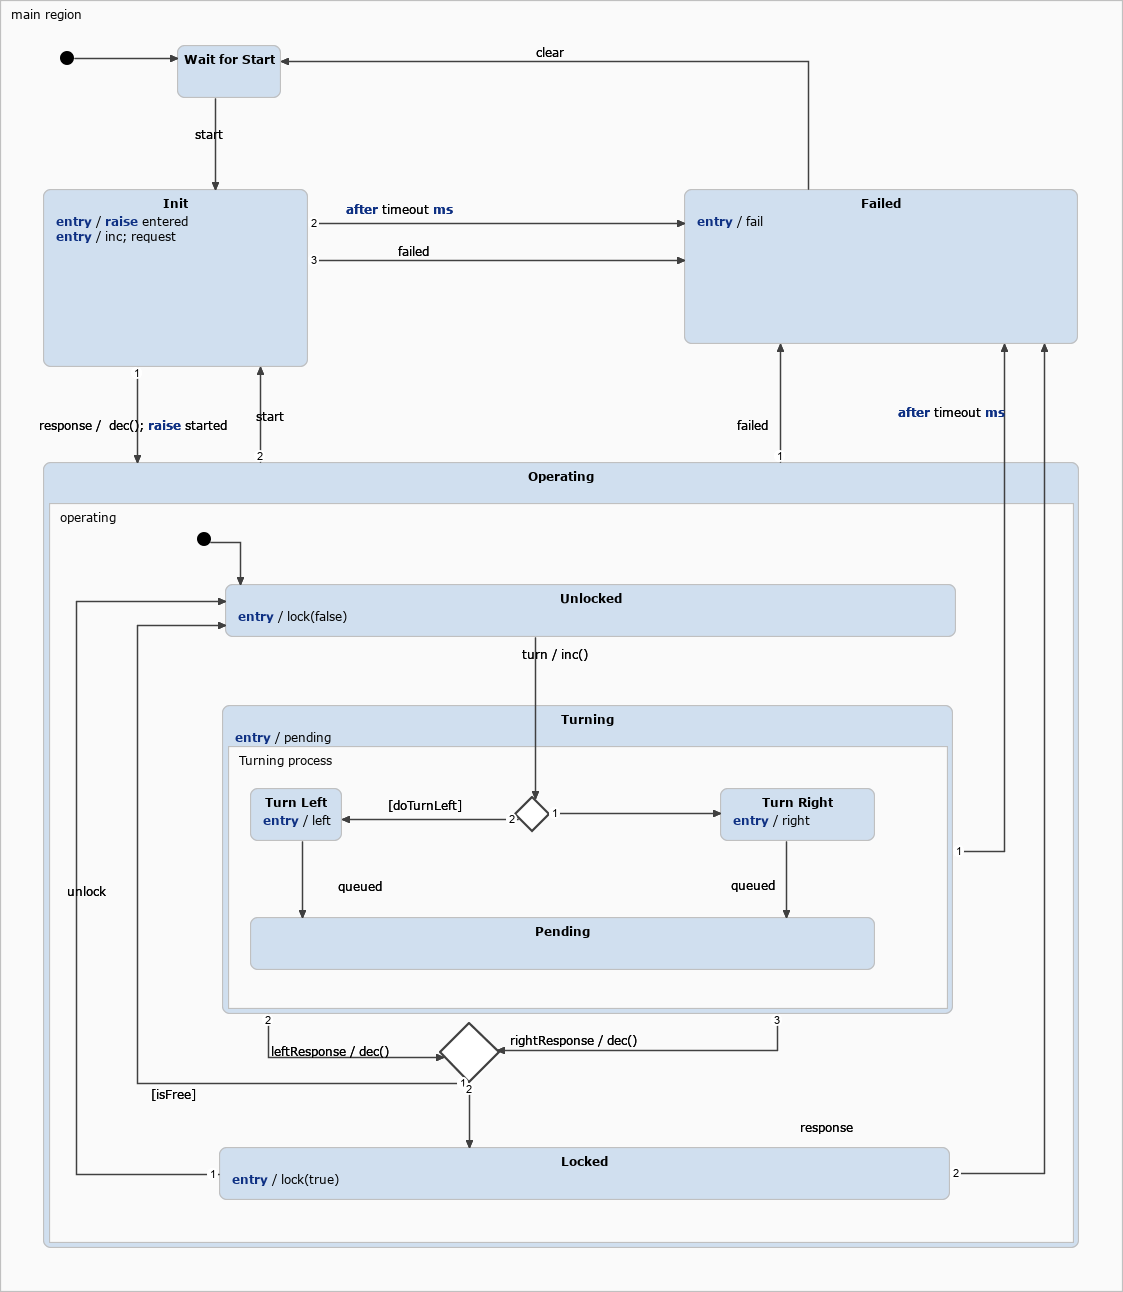 main region
clear
Wait for Start
start
Init
entry / raise entered
entry / inc; request
2
after timeout ms
Failed
entry / fail
3
failed
1
response / dec(); raise started
start
2
failed
1
after timeout ms
Operating
operating
Unlocked
entry / lock(false)
turn / inc()
Turning
entry / pending
Turning process
Turn Left
entry / left
[doTurnLeft]
2
1
Turn Right
entry / right
1
unlock
queued
queued
Pending
2
3
leftResponse / dec()
rightResponse / dec()
1
2
[isFree]
response
Locked
entry / lock(true)
1
2